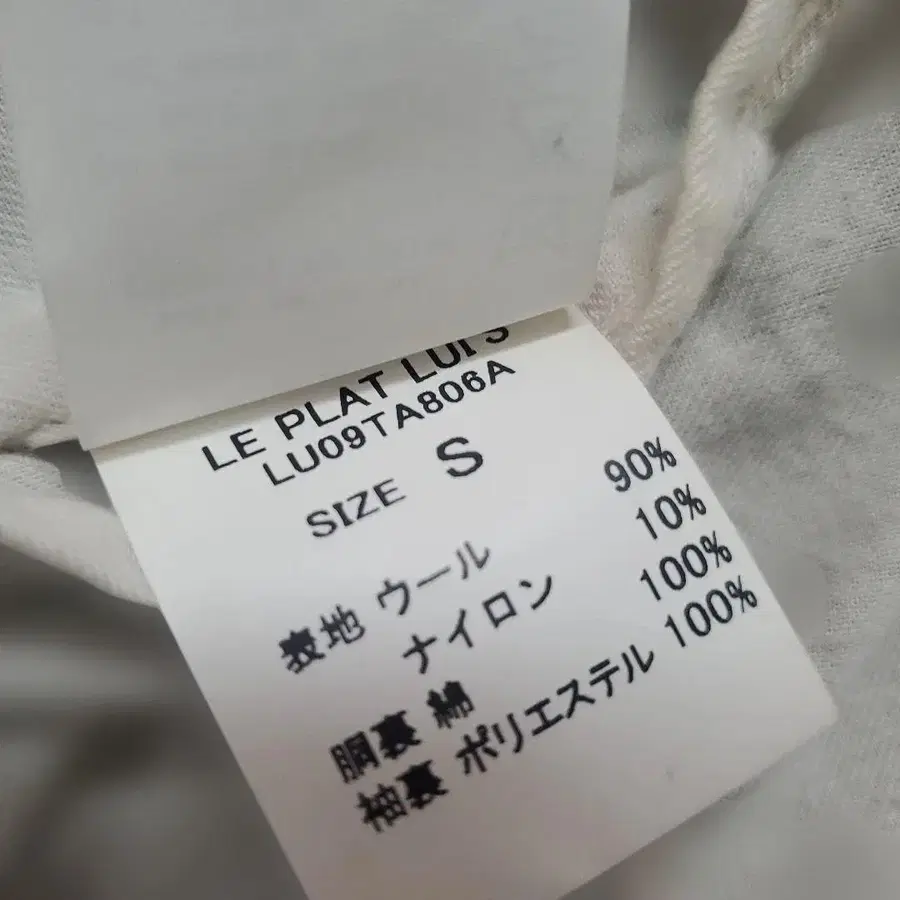 LE PLAT LUI'S
LU09TA806A
SIZE S
表地 ウール 90%
ナイロン 10%
胴裏 綿 100%
袖裏 ポリエステル 100%